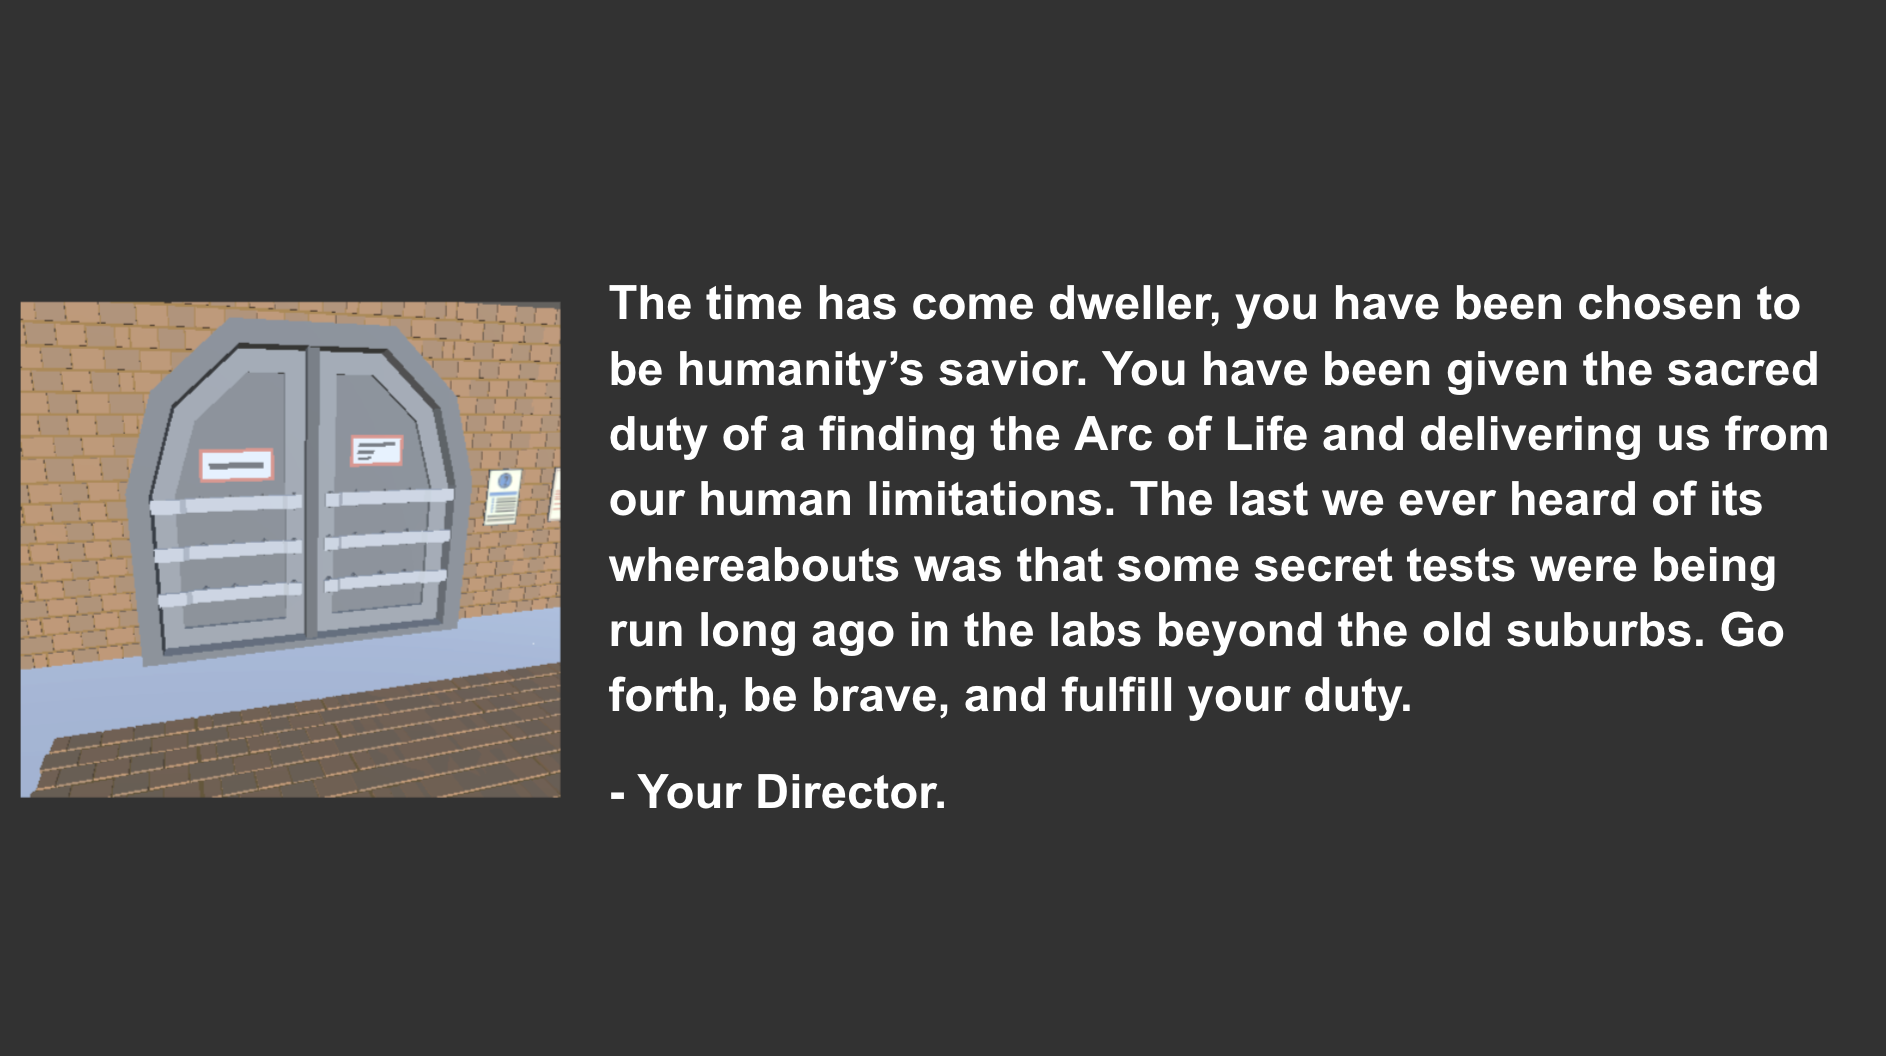 The time has come dweller, you have been chosen to
be humanity’s savior. You have been given the sacred
duty of a finding the Arc of Life and delivering us from
our human limitations. The last we ever heard of its
whereabouts was that some secret tests were being
run long ago in the labs beyond the old suburbs. Go
forth, be brave, and fulfill your duty.
- Your Director.